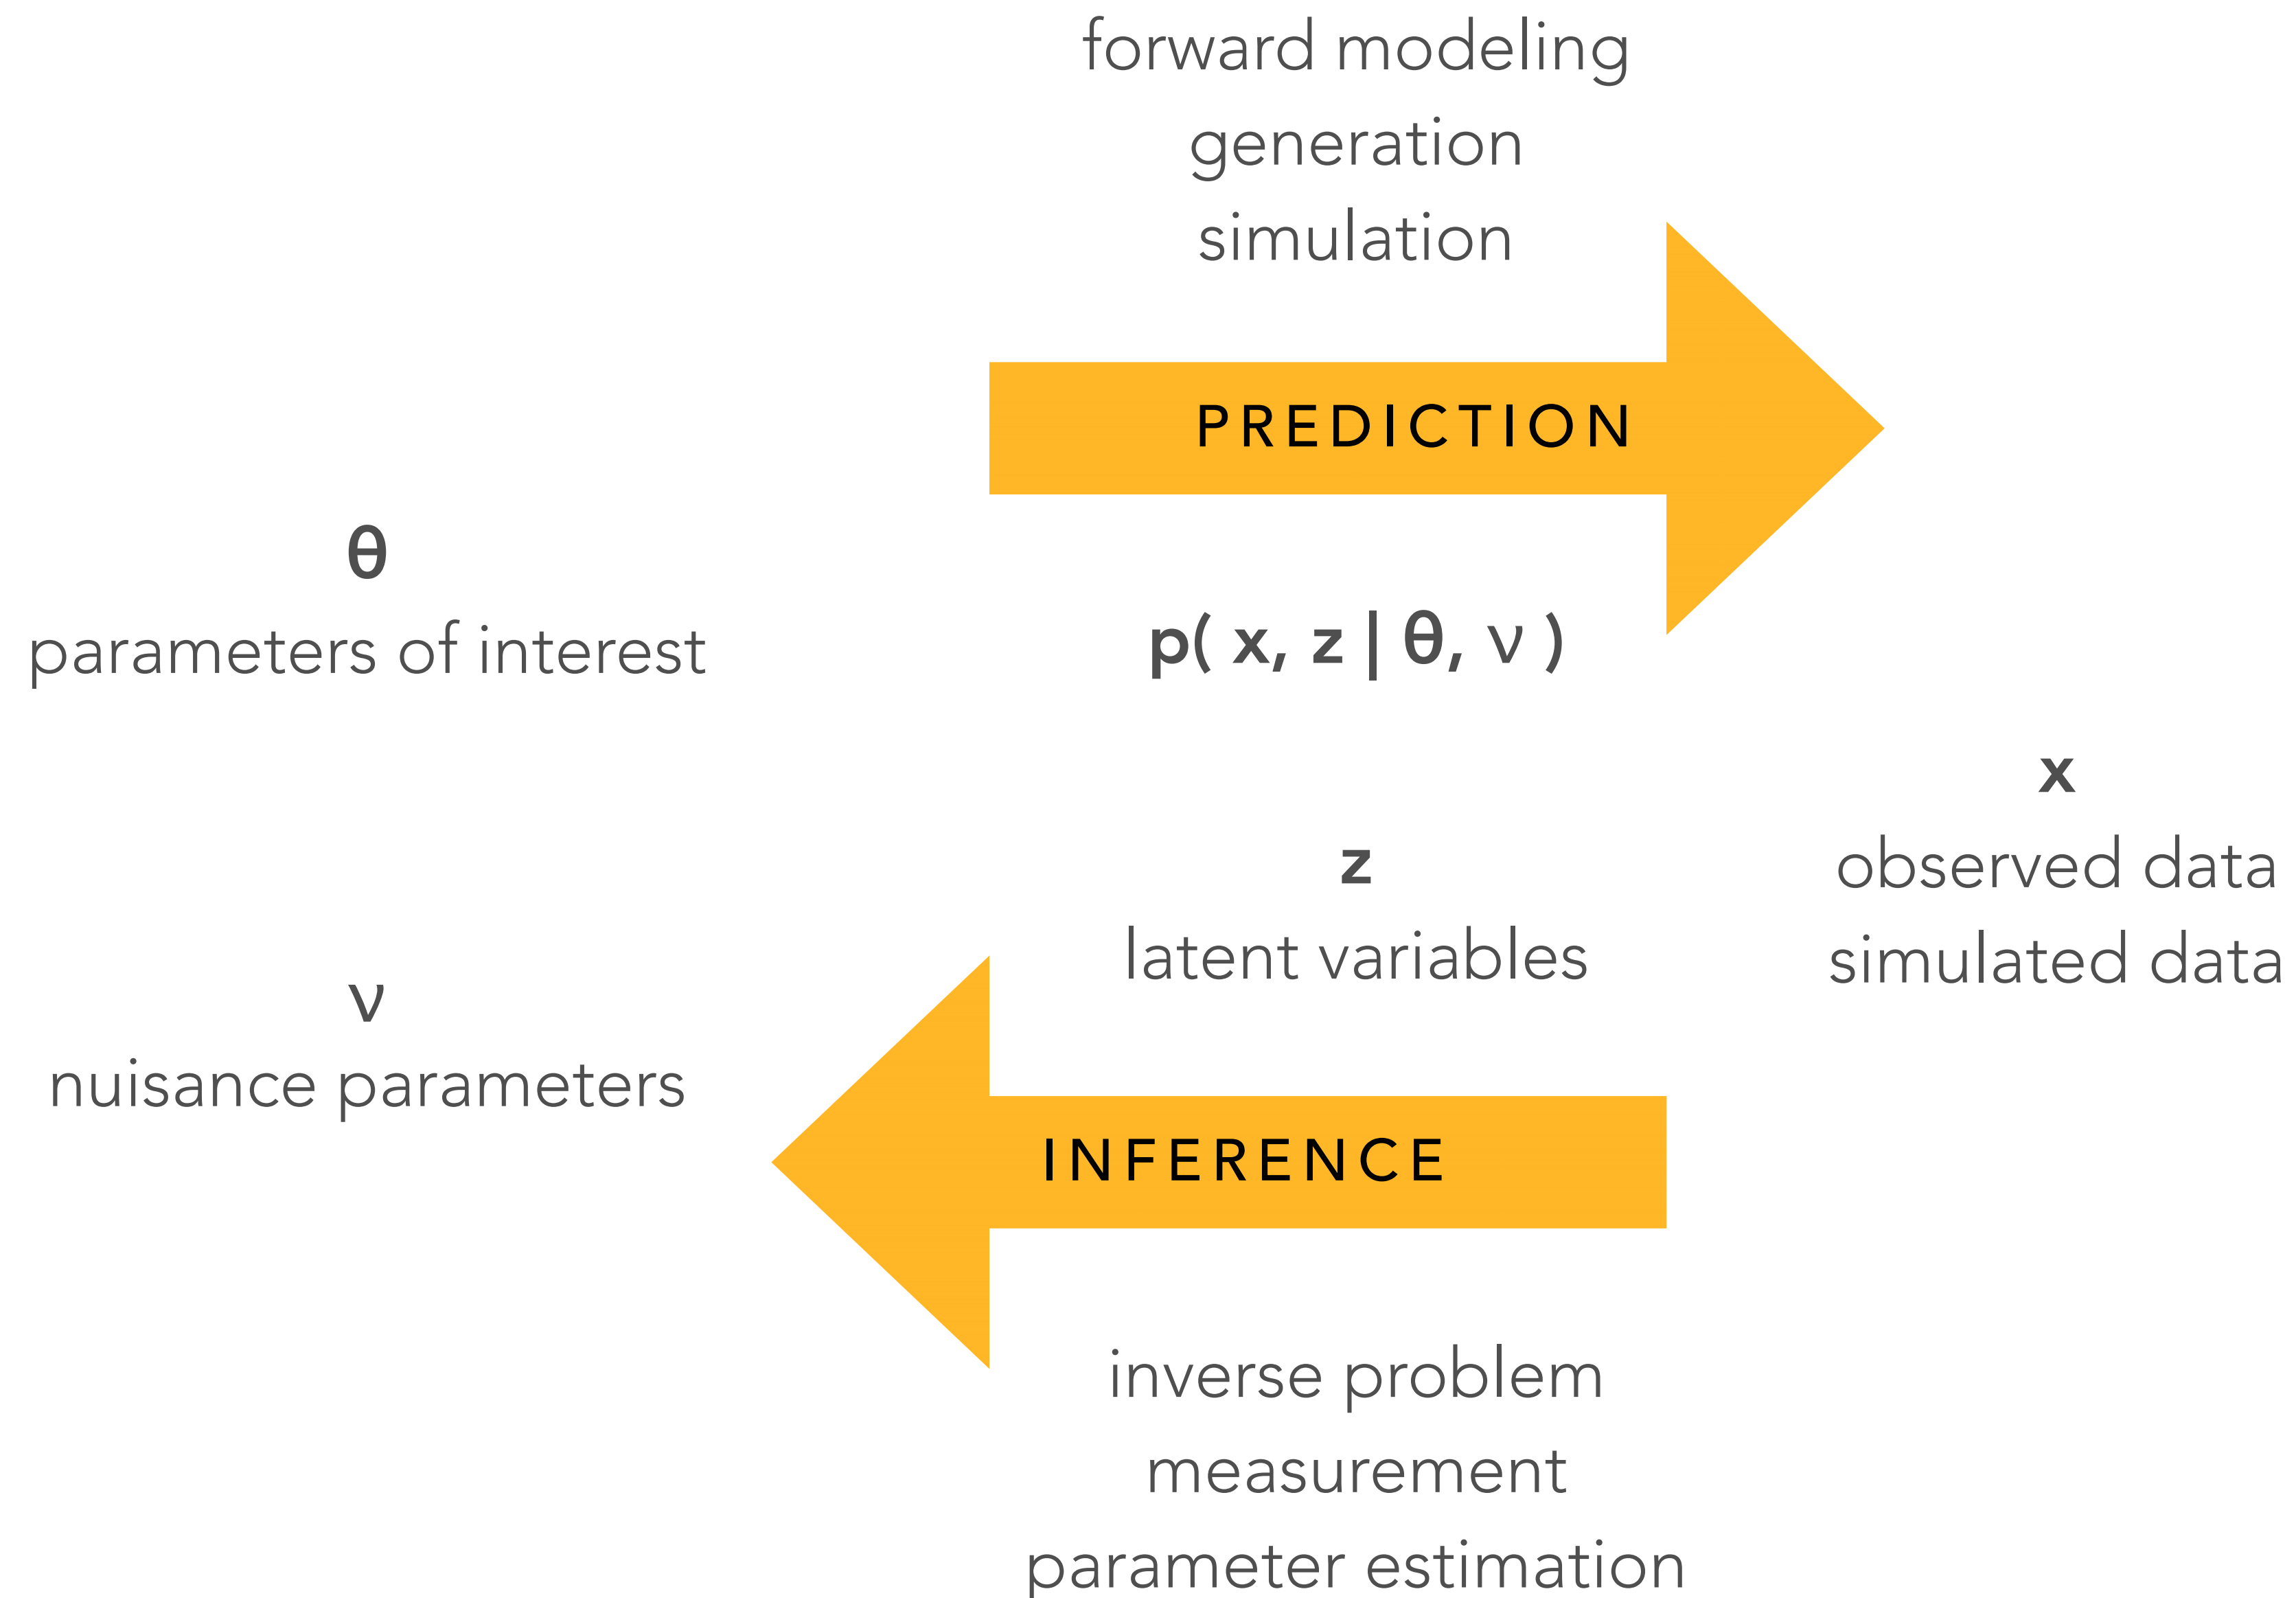 forward modeling
generation
simulation
PREDICTION
θ
parameters of interest
p( x, z | θ, ν )
x
observed data
simulated data
z
latent variables
ν
nuisance parameters
INFERENCE
inverse problem
measurement
parameter estimation